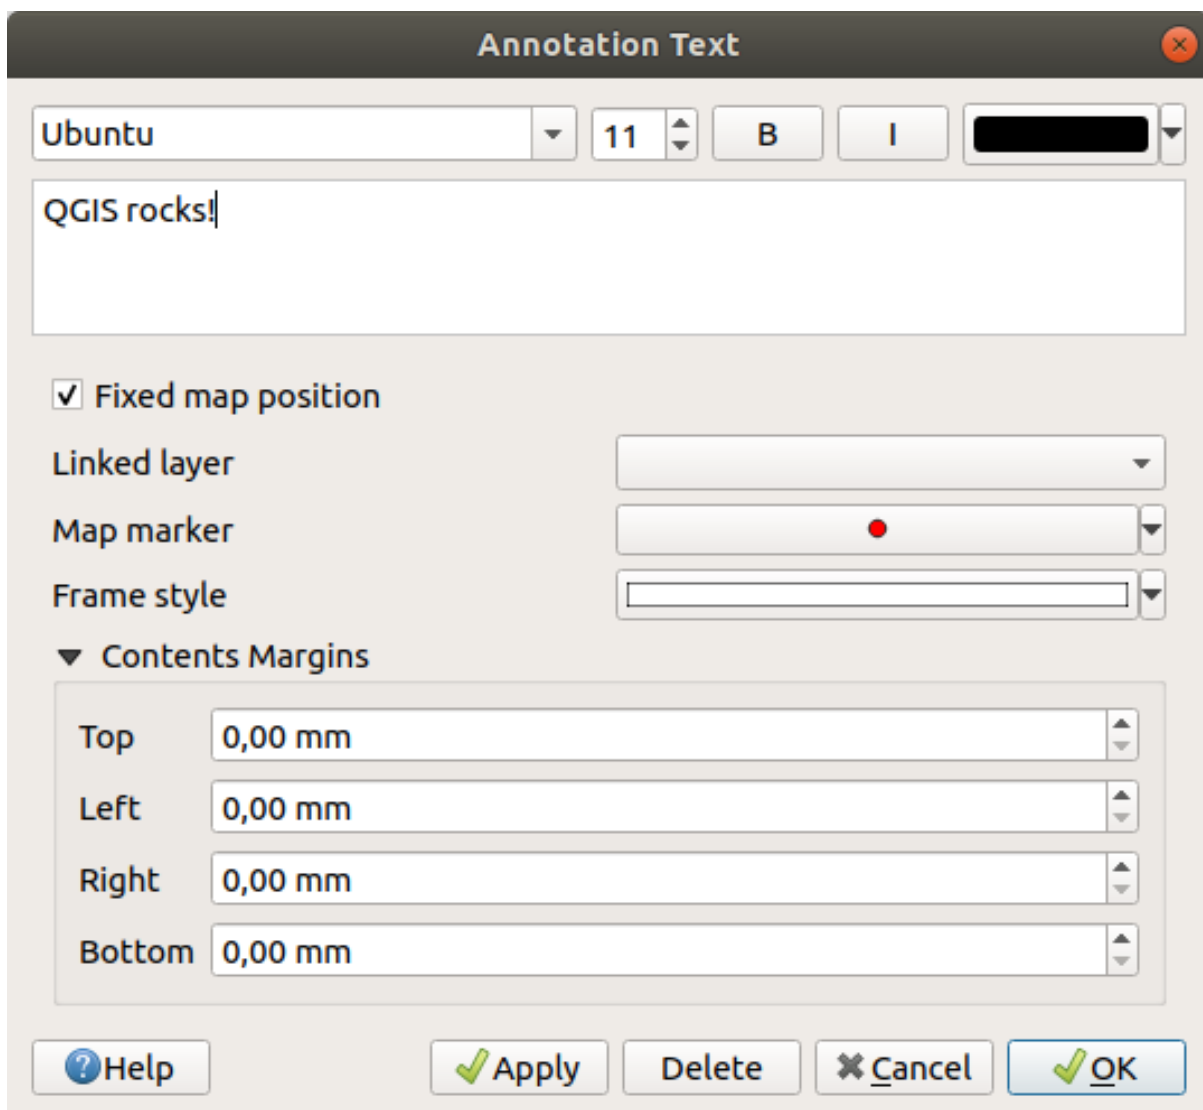 Annotation Text
Ubuntu 11 B I
QGIS rocks!
Fixed map position
Linked layer
Map marker
Frame style
Contents Margins
Top 0,00 mm
Left 0,00 mm
Right 0,00 mm
Bottom 0,00 mm
Help Apply Delete Cancel OK